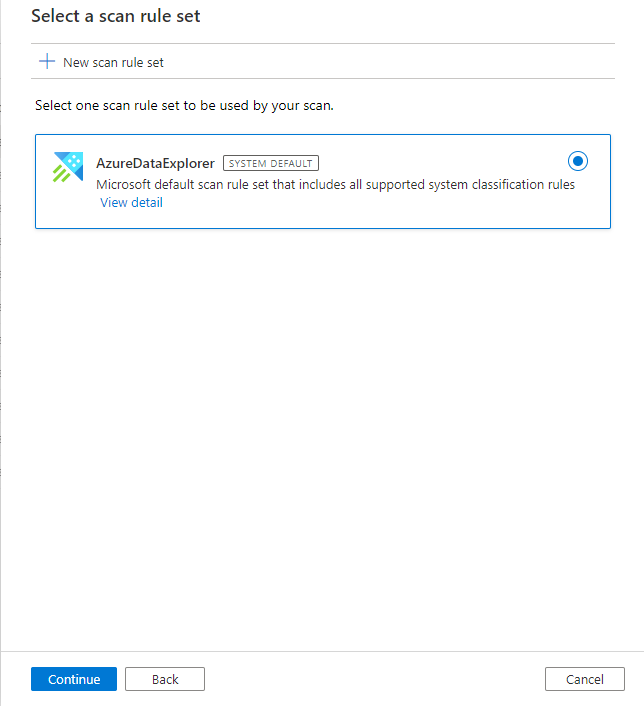 Select a scan rule set
New scan rule set
Select one scan rule set to be used by your scan.
AzureDataExplorer SYSTEM DEFAULT
Microsoft default scan rule set that includes all supported system classification rules
View detail
Continue Back Cancel